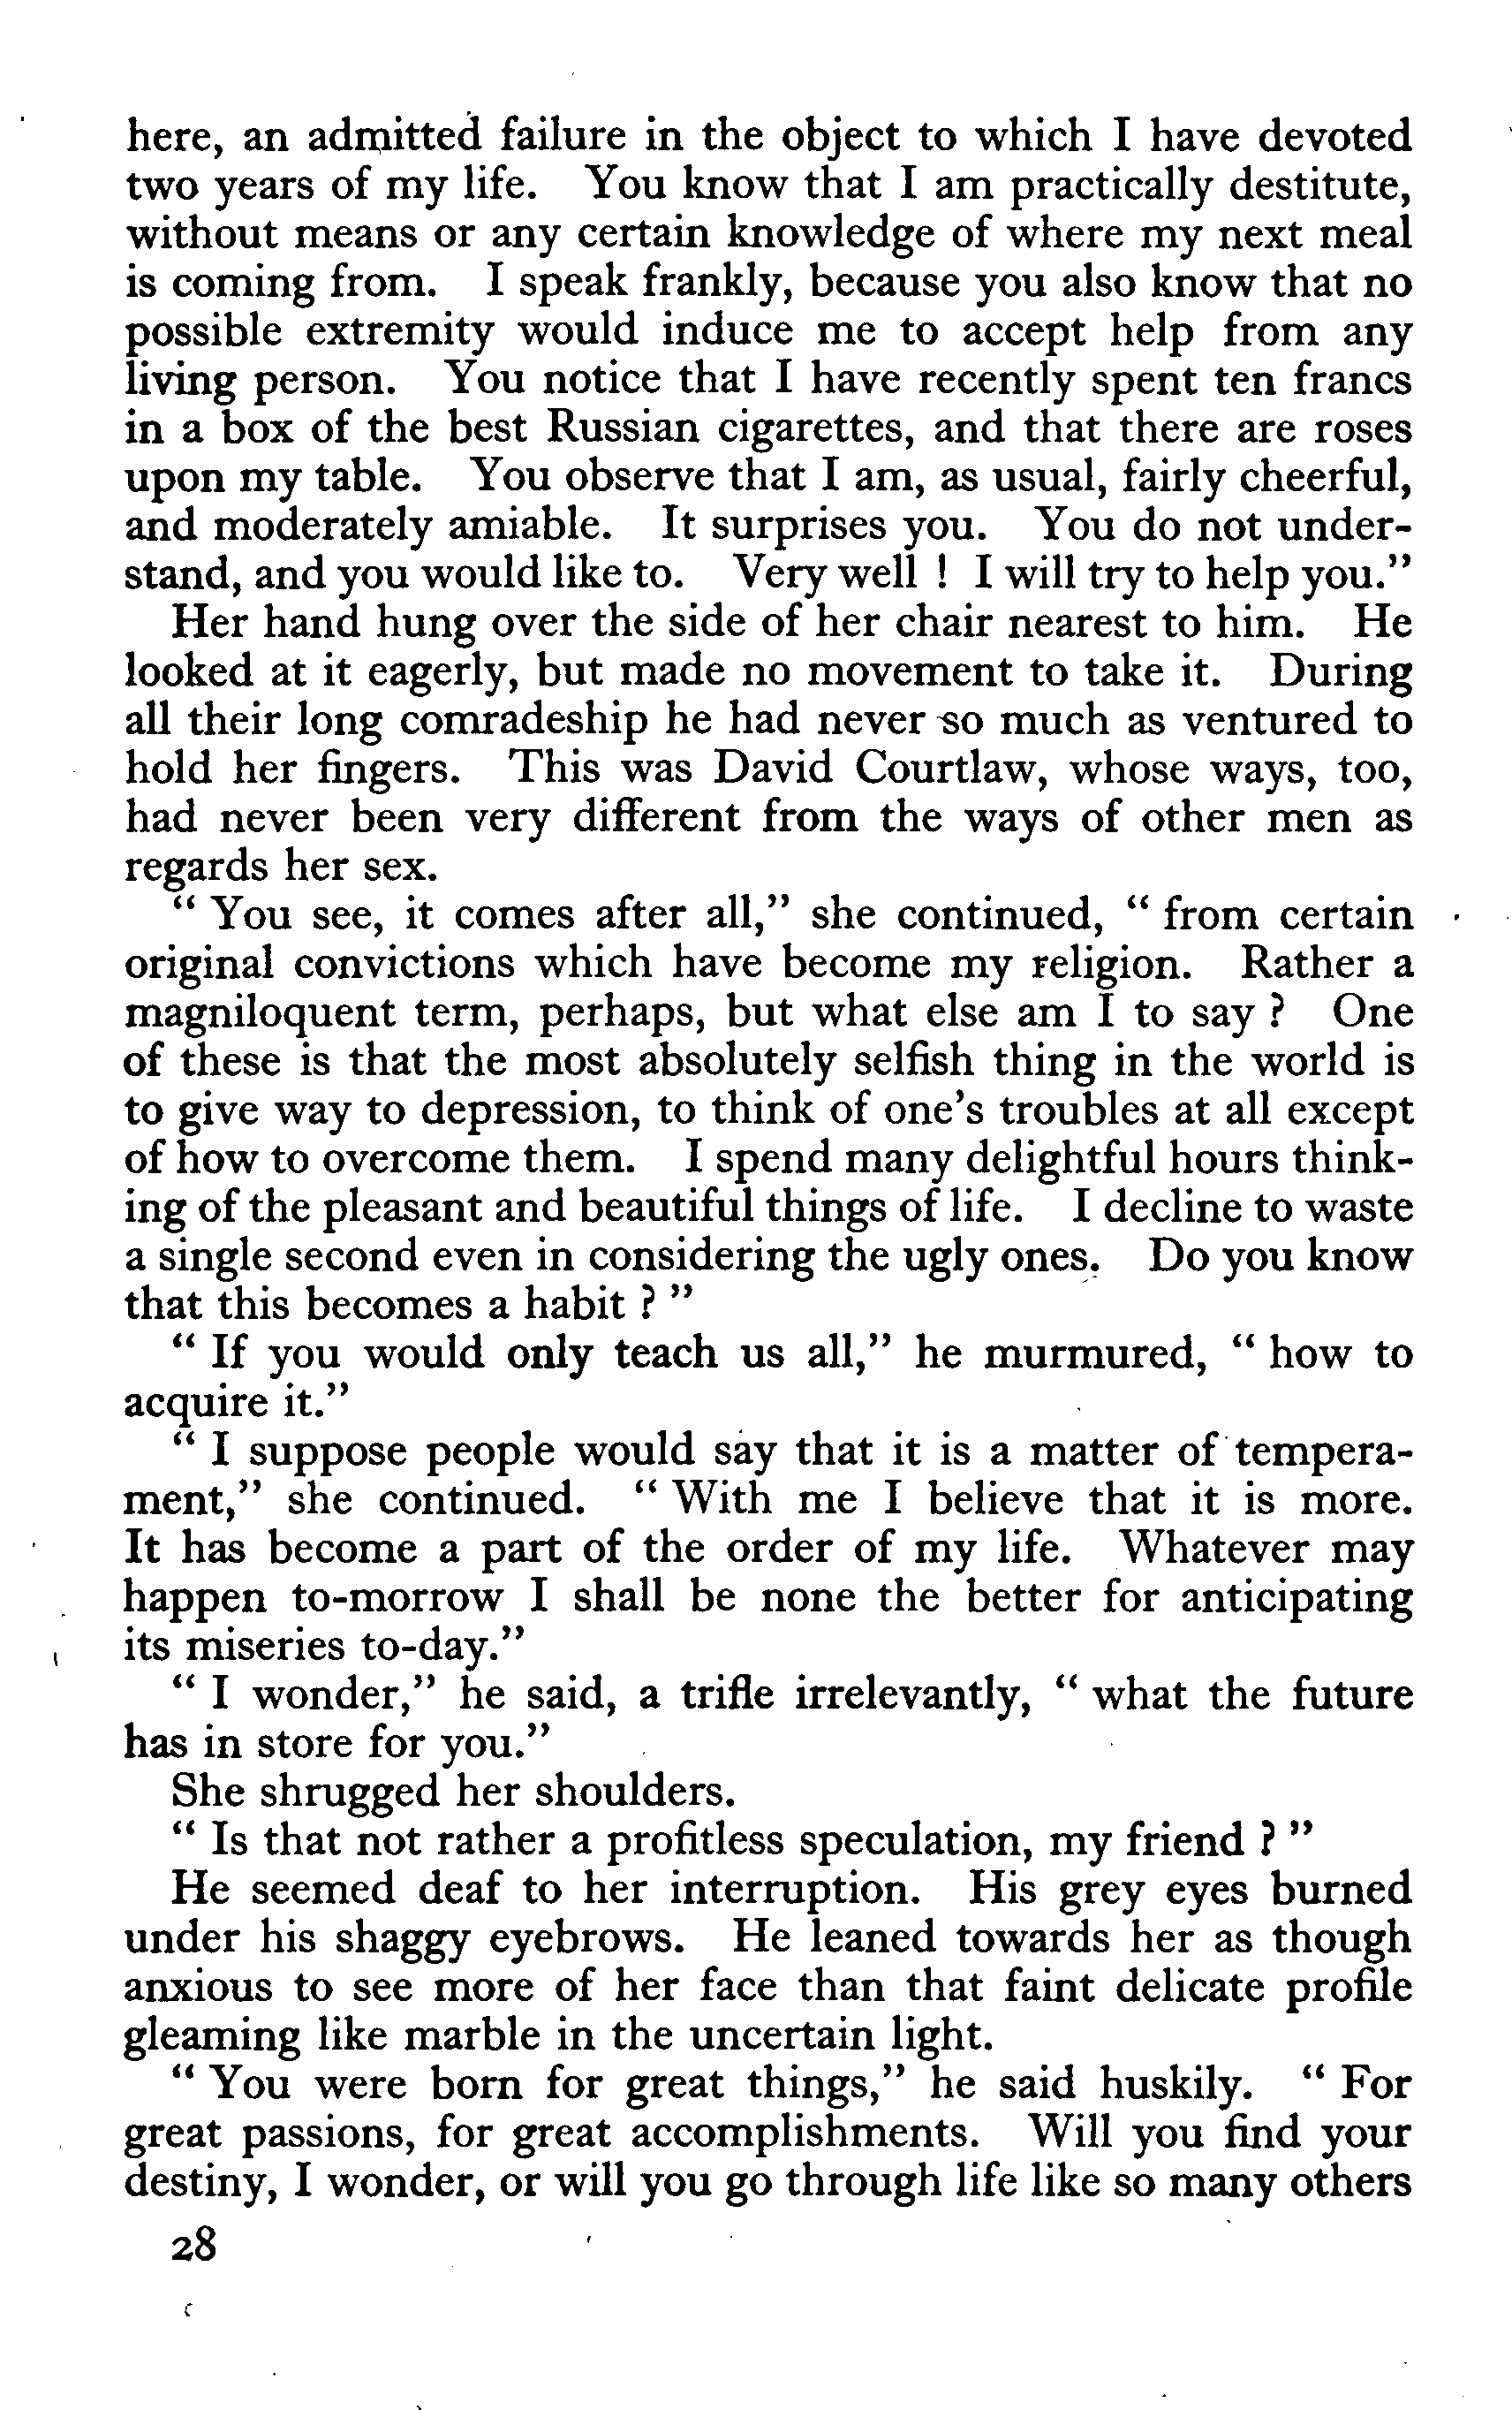 here, an admitted failure in the object to which I have devoted
two years of my life. You know that I am practically destitute,
without means or any certain knowledge of where my next meal
is coming from. I speak frankly, because you also know that no
possible extremity would induce me to accept help from any
living person. You notice that I have recently spent ten francs
in a box of the best Russian cigarettes, and that there are roses
upon my table. You observe that I am, as usual, fairly cheerful,
and moderately amiable. It surprises you. You do not under-
stand, and you would like to. Very well ! I will try to help you.”
Her hand hung over the side of her chair nearest to him. He
looked at it eagerly, but made no movement to take it. During
all their long comradeship he had never so much as ventured to
hold her fingers. This was David Courtlaw, whose ways, too,
had never been very different from the ways of other men as
regards her sex.
“ You see, it comes after all,” she continued, “ from certain
original convictions which have become my religion. Rather a
magniloquent term, perhaps, but what else am I to say ? One
of these is that the most absolutely selfish thing in the world is
to give way to depression, to think of one’s troubles at all except
of how to overcome them. I spend many delightful hours think-
ing of the pleasant and beautiful things of life. I decline to waste
a single second even in considering the ugly ones. Do you know
that this becomes a habit ? ”
“ If you would only teach us all,” he murmured, “ how to
acquire it.”
“ I suppose people would say that it is a matter of tempera-
ment,” she continued. “ With me I believe that it is more.
It has become a part of the order of my life. Whatever may
happen to-morrow I shall be none the better for anticipating
its miseries to-day.”
“ I wonder,” he said, a trifle irrelevantly, “ what the future
has in store for you.”
She shrugged her shoulders.
“ Is that not rather a profitless speculation, my friend ? ”
He seemed deaf to her interruption. His grey eyes burned
under his shaggy eyebrows. He leaned towards her as though
anxious to see more of her face than that faint delicate profile
gleaming like marble in the uncertain light.
“ You were born for great things,” he said huskily. “ For
great passions, for great accomplishments. Will you find your
destiny, I wonder, or will you go through life like so many others
28